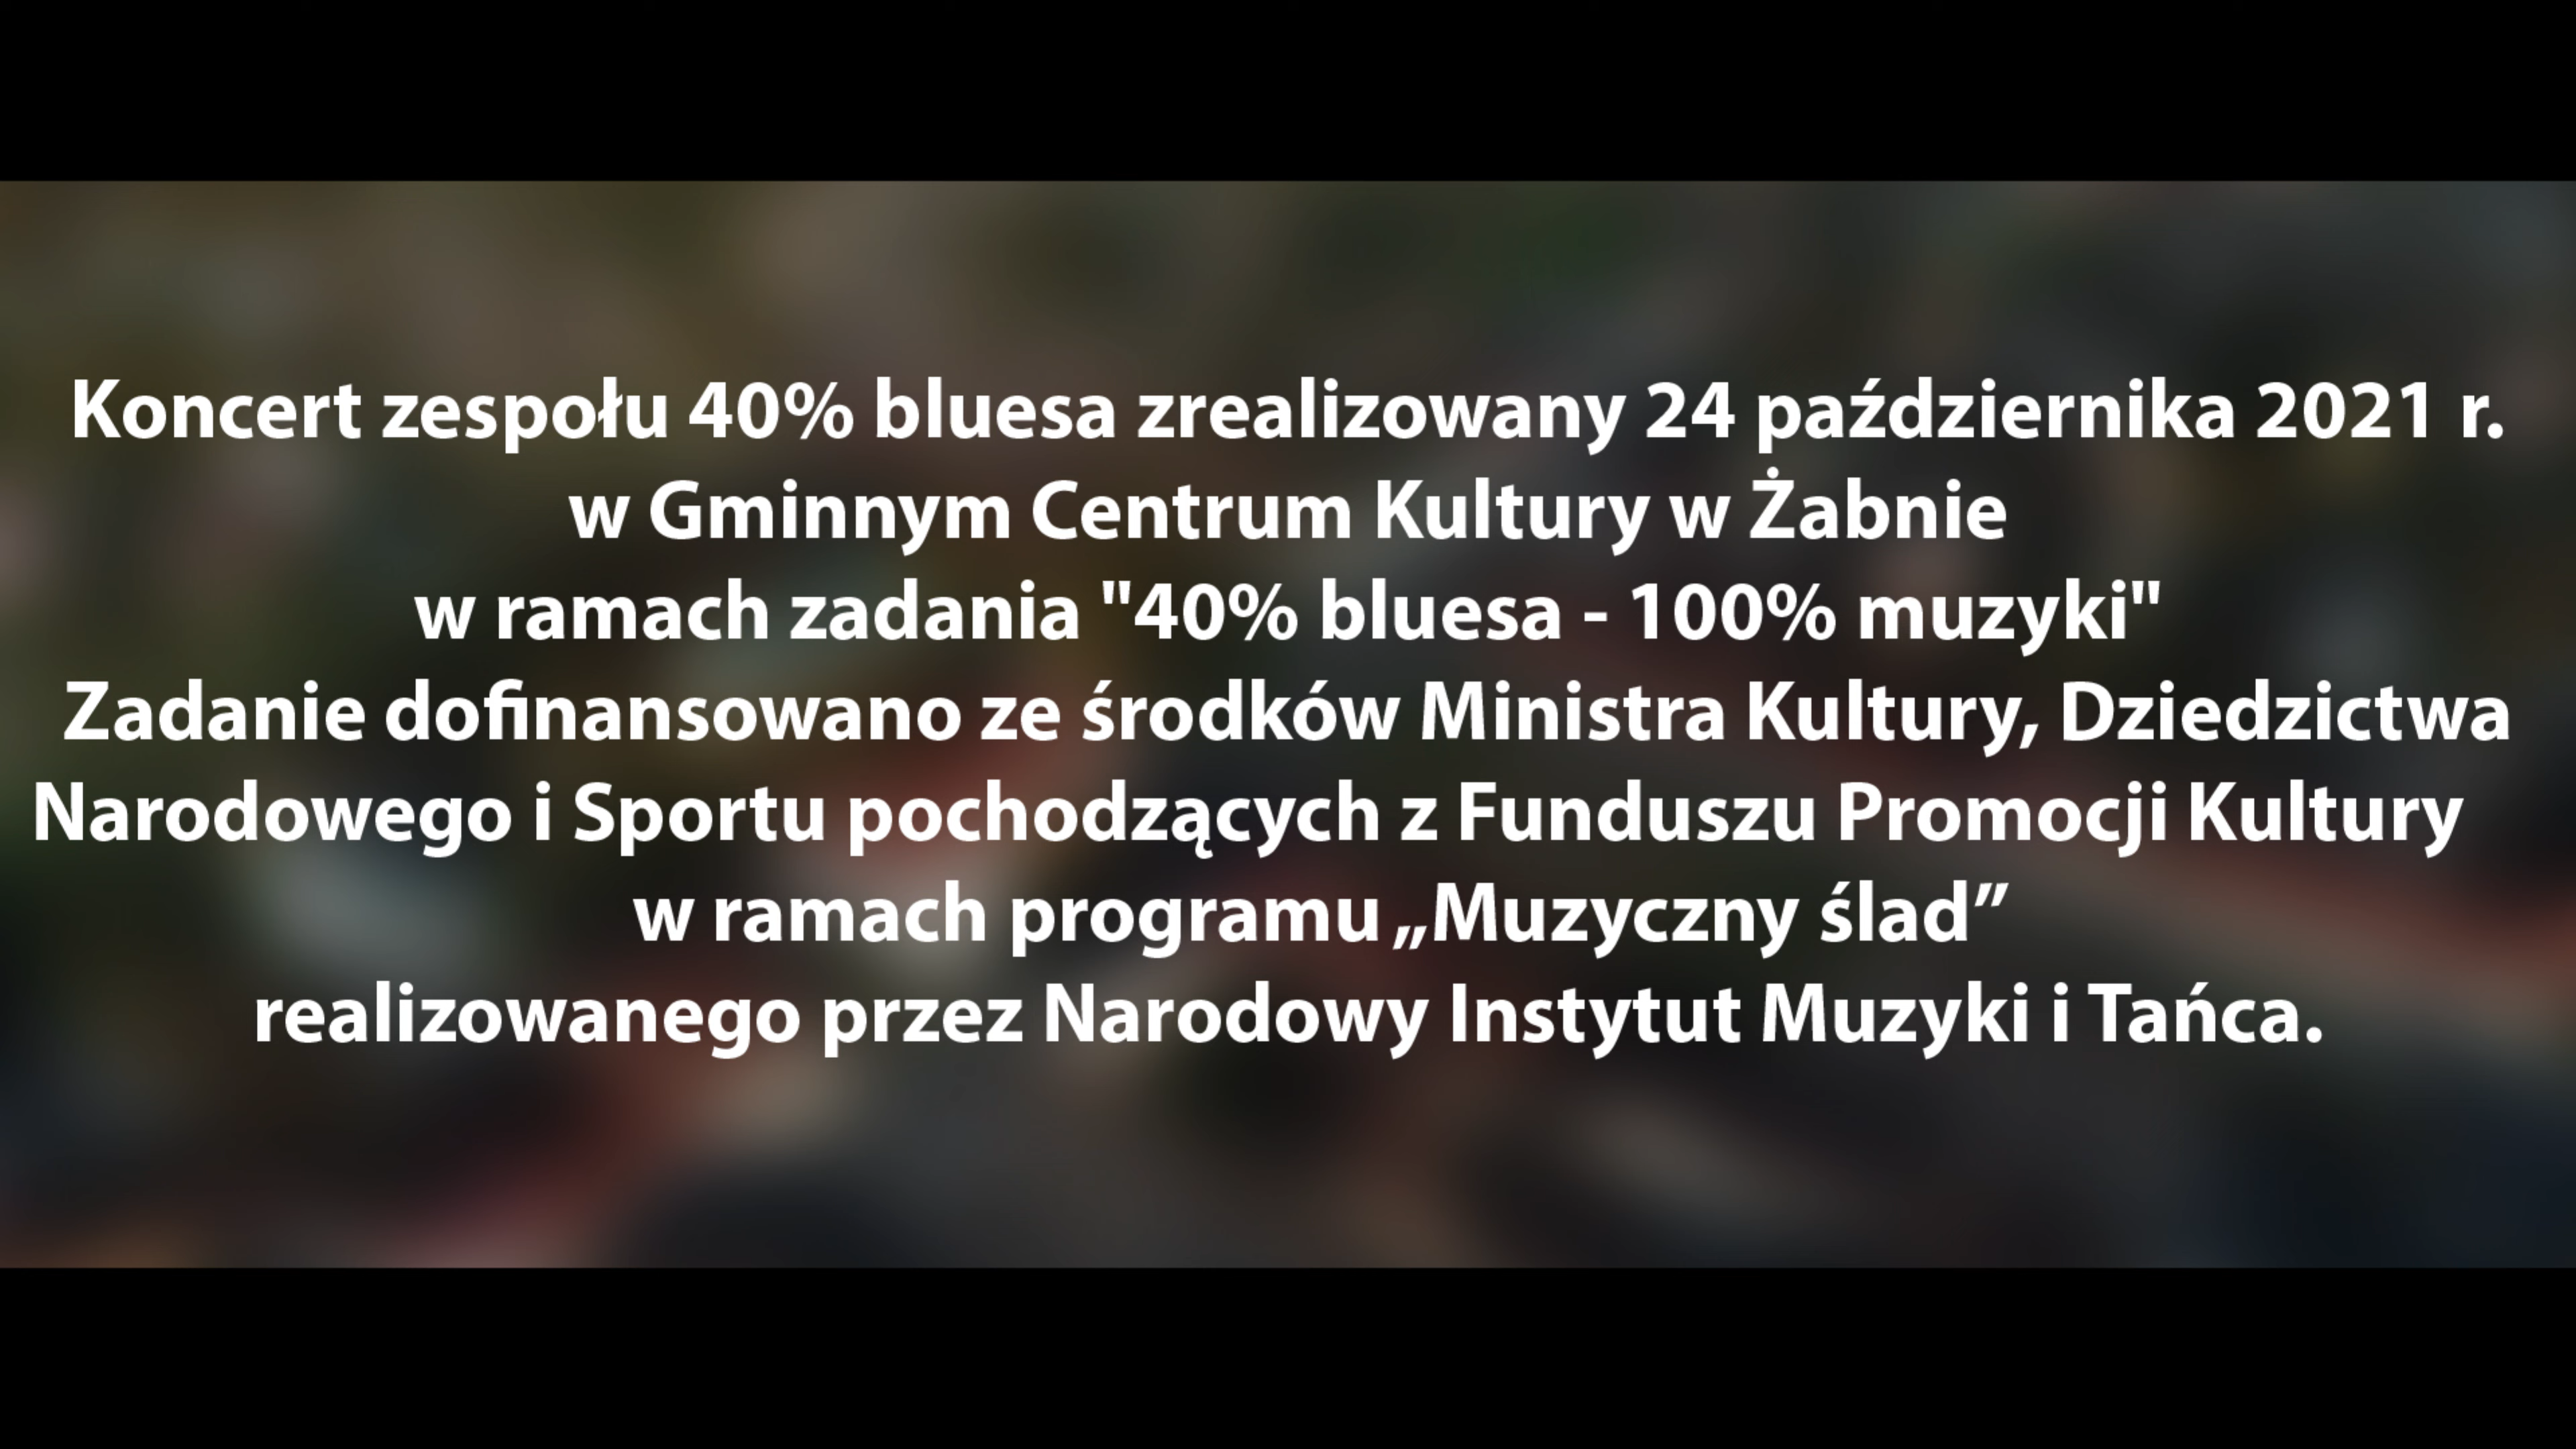 Koncert zespołu 40% bluesa zrealizowany 24 października 2021 r.
w Gminnym Centrum Kultury w Żabnie
w ramach zadania "40% bluesa - 100% muzyki"
Zadanie dofinansowano ze środków Ministra Kultury, Dziedzictwa
Narodowego i Sportu pochodzących z Funduszu Promocji Kultury
w ramach programu „Muzyczny ślad”
realizowanego przez Narodowy Instytut Muzyki i Tańca.